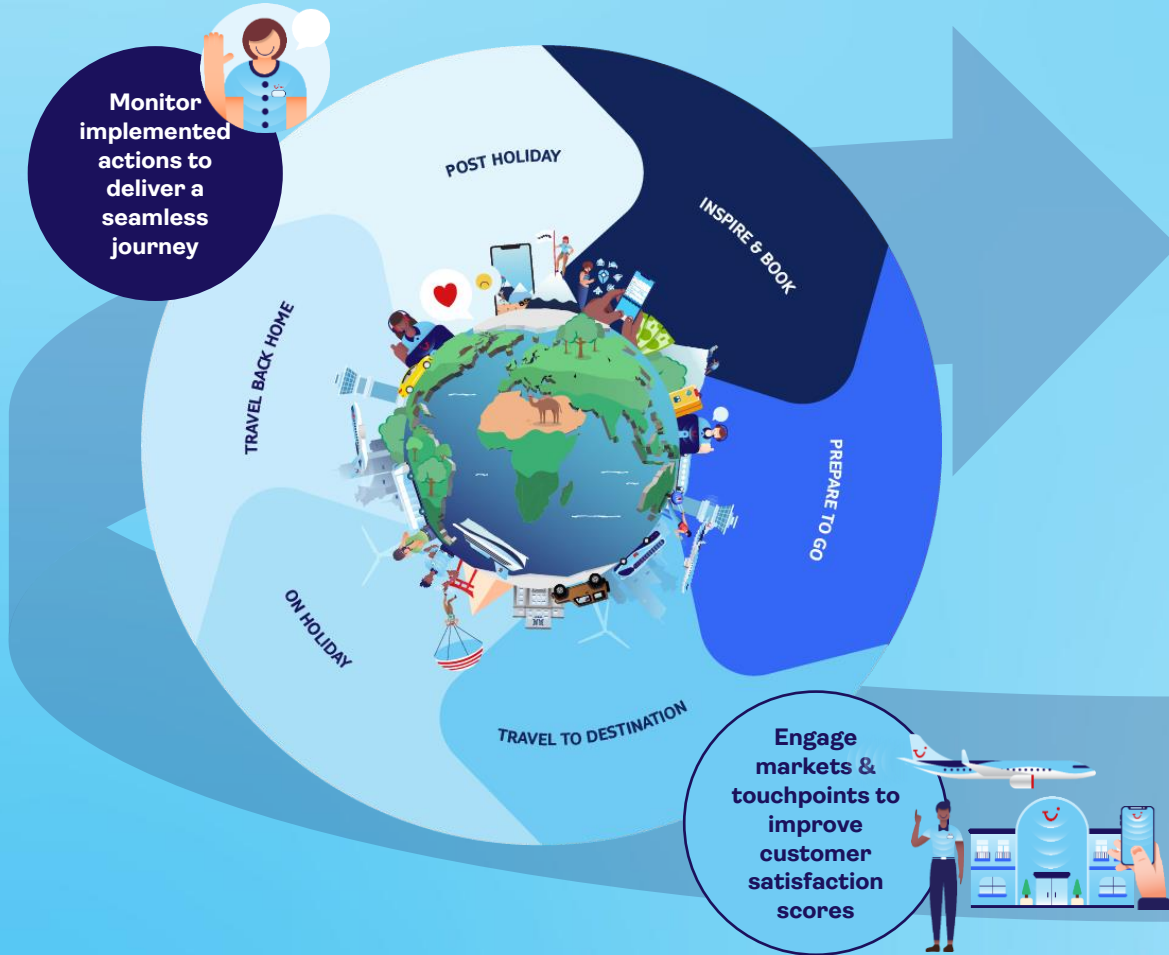 Monitor
implemented
actions to
deliver a
seamless
journey
POST HOLIDAY
INSPIRE & BOOK
PREPARE TO GO
TRAVEL TO DESTINATION
ON HOLIDAY
TRAVEL BACK HOME
Engage
markets &
touchpoints to
improve
customer
satisfaction
scores